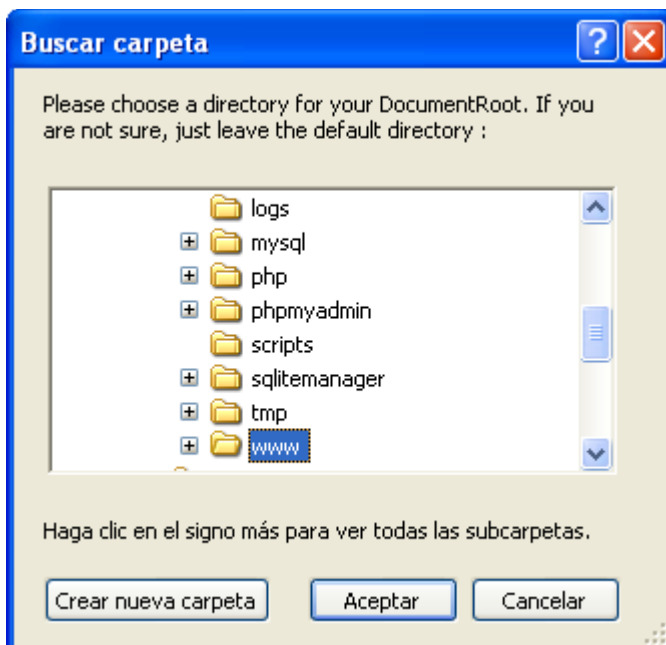 Buscar carpeta
Please choose a directory for your DocumentRoot. If you
are not sure, just leave the default directory :
logs
mysql
php
phpmyadmin
scripts
sqlitemanager
tmp
www
Haga clic en el signo más para ver todas las subcarpetas.
Crear nueva carpeta
Aceptar
Cancelar